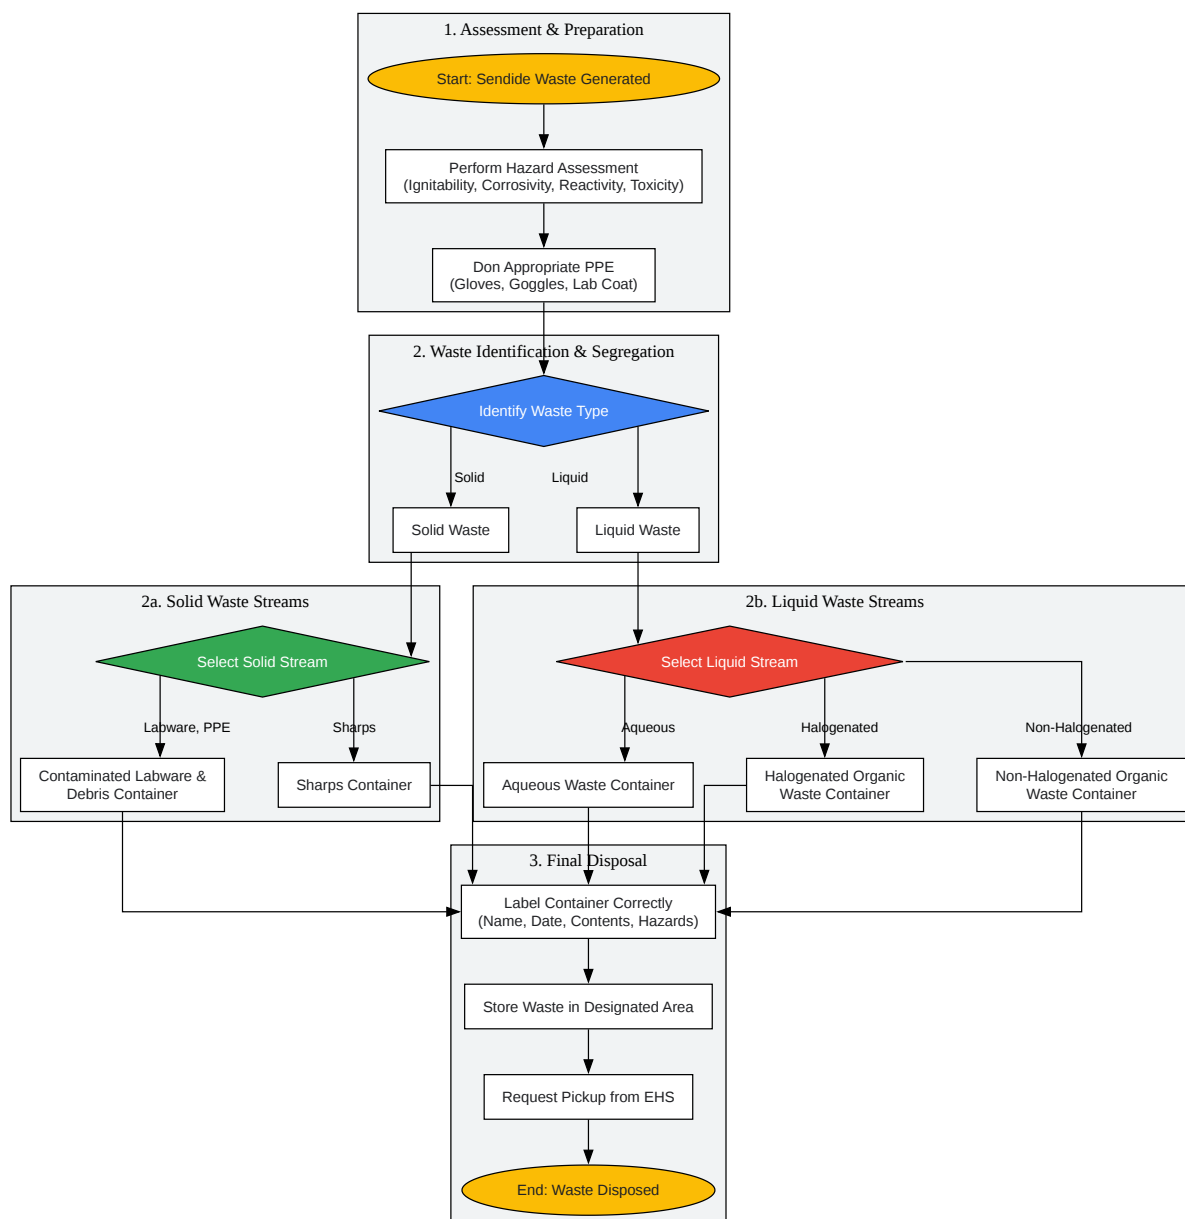 1. Assessment & Preparation
Start: Sendide Waste Generated
Perform Hazard Assessment
(Ignitability, Corrosivity, Reactivity, Toxicity)
Don Appropriate PPE
(Gloves, Goggles, Lab Coat)
2. Waste Identification & Segregation
Identify Waste Type
Solid
Liquid
Solid Waste
Liquid Waste
2a. Solid Waste Streams
2b. Liquid Waste Streams
Select Solid Stream
Select Liquid Stream
Labware, PPE
Sharps
Aqueous
Halogenated
Non-Halogenated
Contaminated Labware &
Debris Container
Sharps Container
Aqueous Waste Container
Halogenated Organic
Waste Container
Non-Halogenated Organic
Waste Container
3. Final Disposal
Label Container Correctly
(Name, Date, Contents, Hazards)
Store Waste in Designated Area
Request Pickup from EHS
End: Waste Disposed